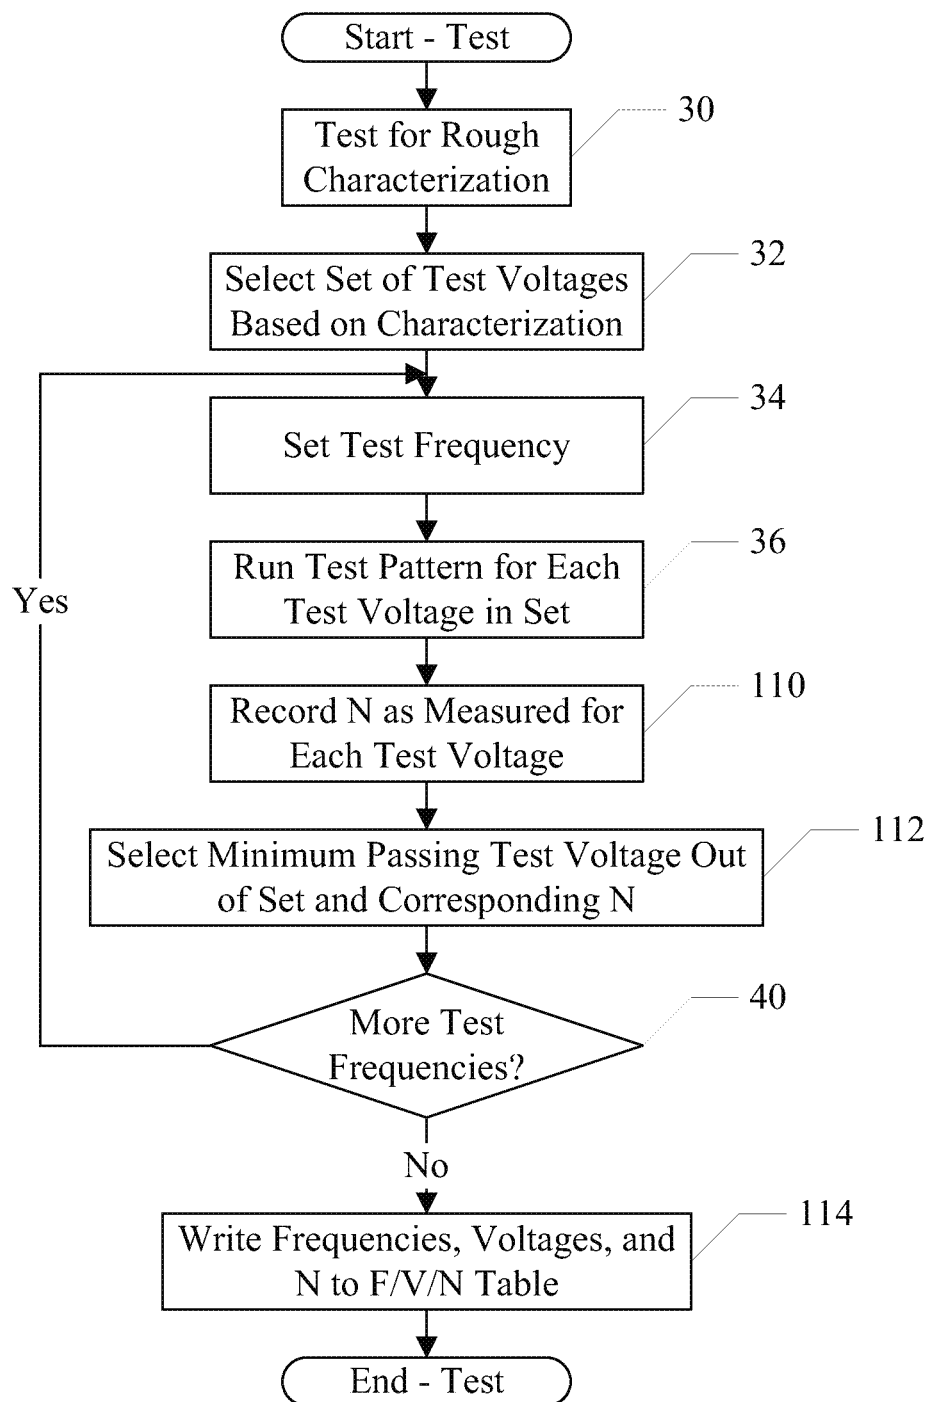 Start - Test
30
Test for Rough
Characterization
32
Select Set of Test Voltages
Based on Characterization
34
Set Test Frequency
36
Run Test Pattern for Each
Test Voltage in Set
Yes
110
Record N as Measured for
Each Test Voltage
112
Select Minimum Passing Test Voltage Out
of Set and Corresponding N
40
More Test
Frequencies?
No
114
Write Frequencies, Voltages, and
N to F/V/N Table
End - Test